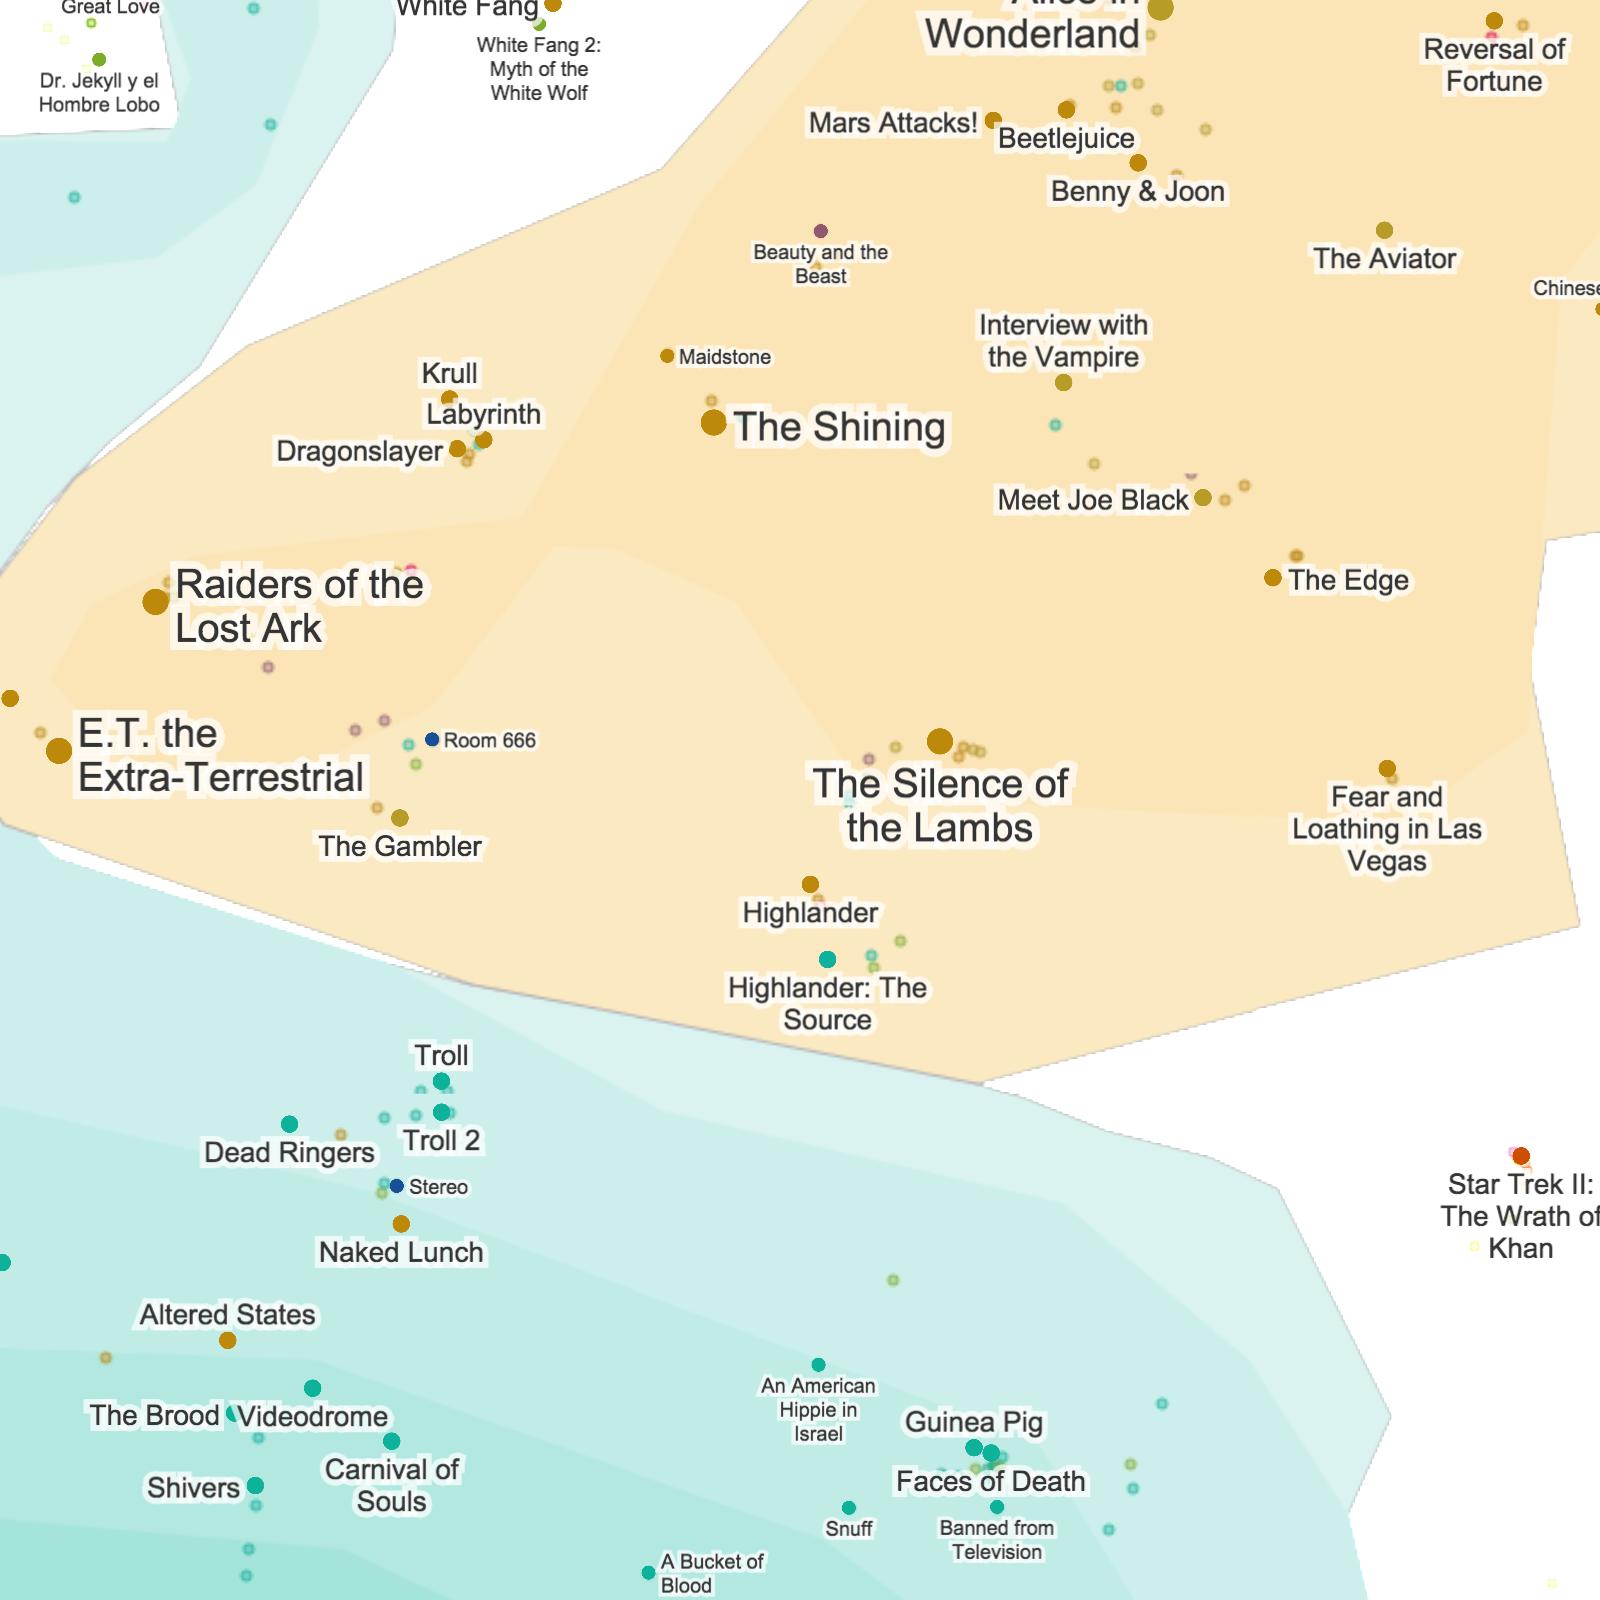 Great Love
White Fang
Alice in
Wonderland
Reversal of
Fortune
White Fang 2:
Myth of the
White Wolf
Dr. Jekyll y el
Hombre Lobo
Mars Attacks!
Beetlejuice
Benny & Joon
Beauty and the
Beast
The Aviator
Chinese
Interview with
the Vampire
Maidstone
Krull
Labyrinth
Dragonslayer
The Shining
Meet Joe Black
The Edge
Raiders of the
Lost Ark
E.T. the
Extra-Terrestrial
Room 666
The Gambler
The Silence of
the Lambs
Fear and
Loathing in Las
Vegas
Highlander
Highlander: The
Source
Troll
Troll 2
Dead Ringers
Stereo
Naked Lunch
Star Trek II:
The Wrath of
Khan
Altered States
The Brood
Videodrome
Carnival of
Souls
Shivers
An American
Hippie in
Israel
Guinea Pig
Faces of Death
Snuff
Banned from
Television
A Bucket of
Blood